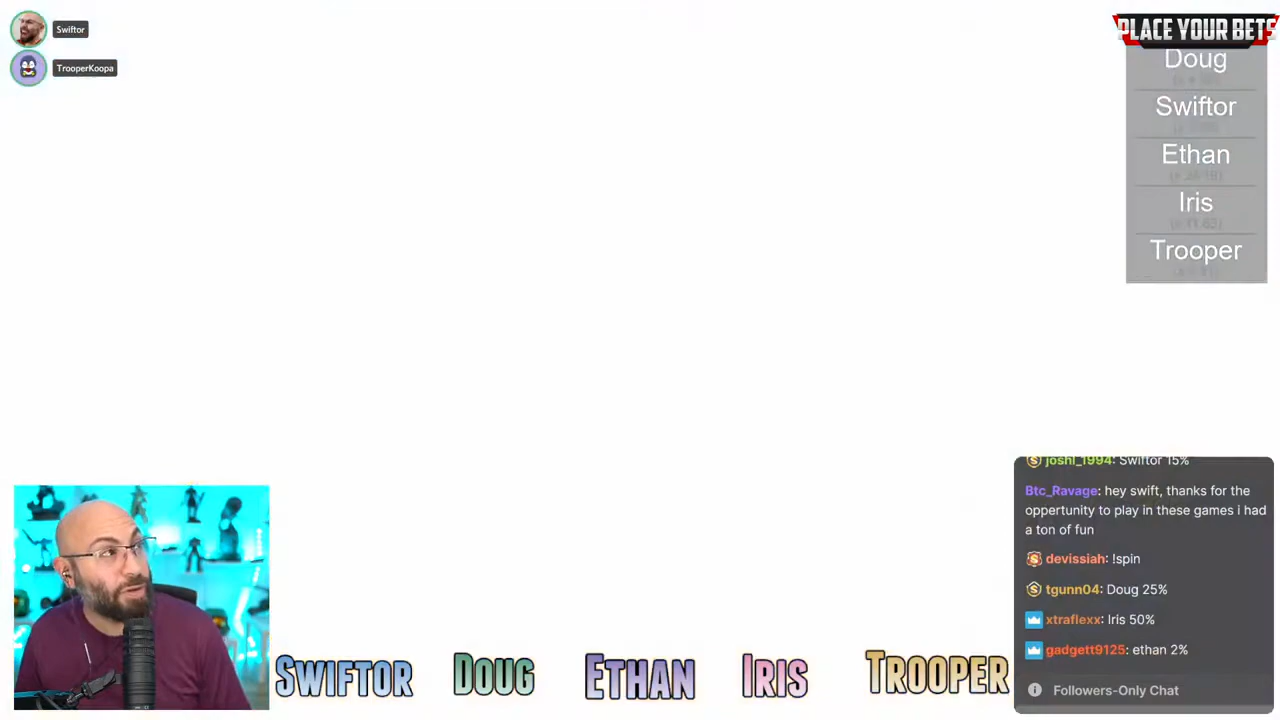 Swiftor
TrooperKoopa
PLACE YOUR BETS
Doug
Swiftor
Ethan
Iris
Trooper
joshl_1994: Swiftor 15%
Btc_Ravage: hey swift, thanks for the
opportunity to play in these games i had
a ton of fun
devissiah: !spin
tgunn04: Doug 25%
xtraflexx: Iris 50%
gadgett9125: ethan 2%
Followers-Only Chat
SWIFTOR
DOUG
ETHAN
IRIS
TROOPER